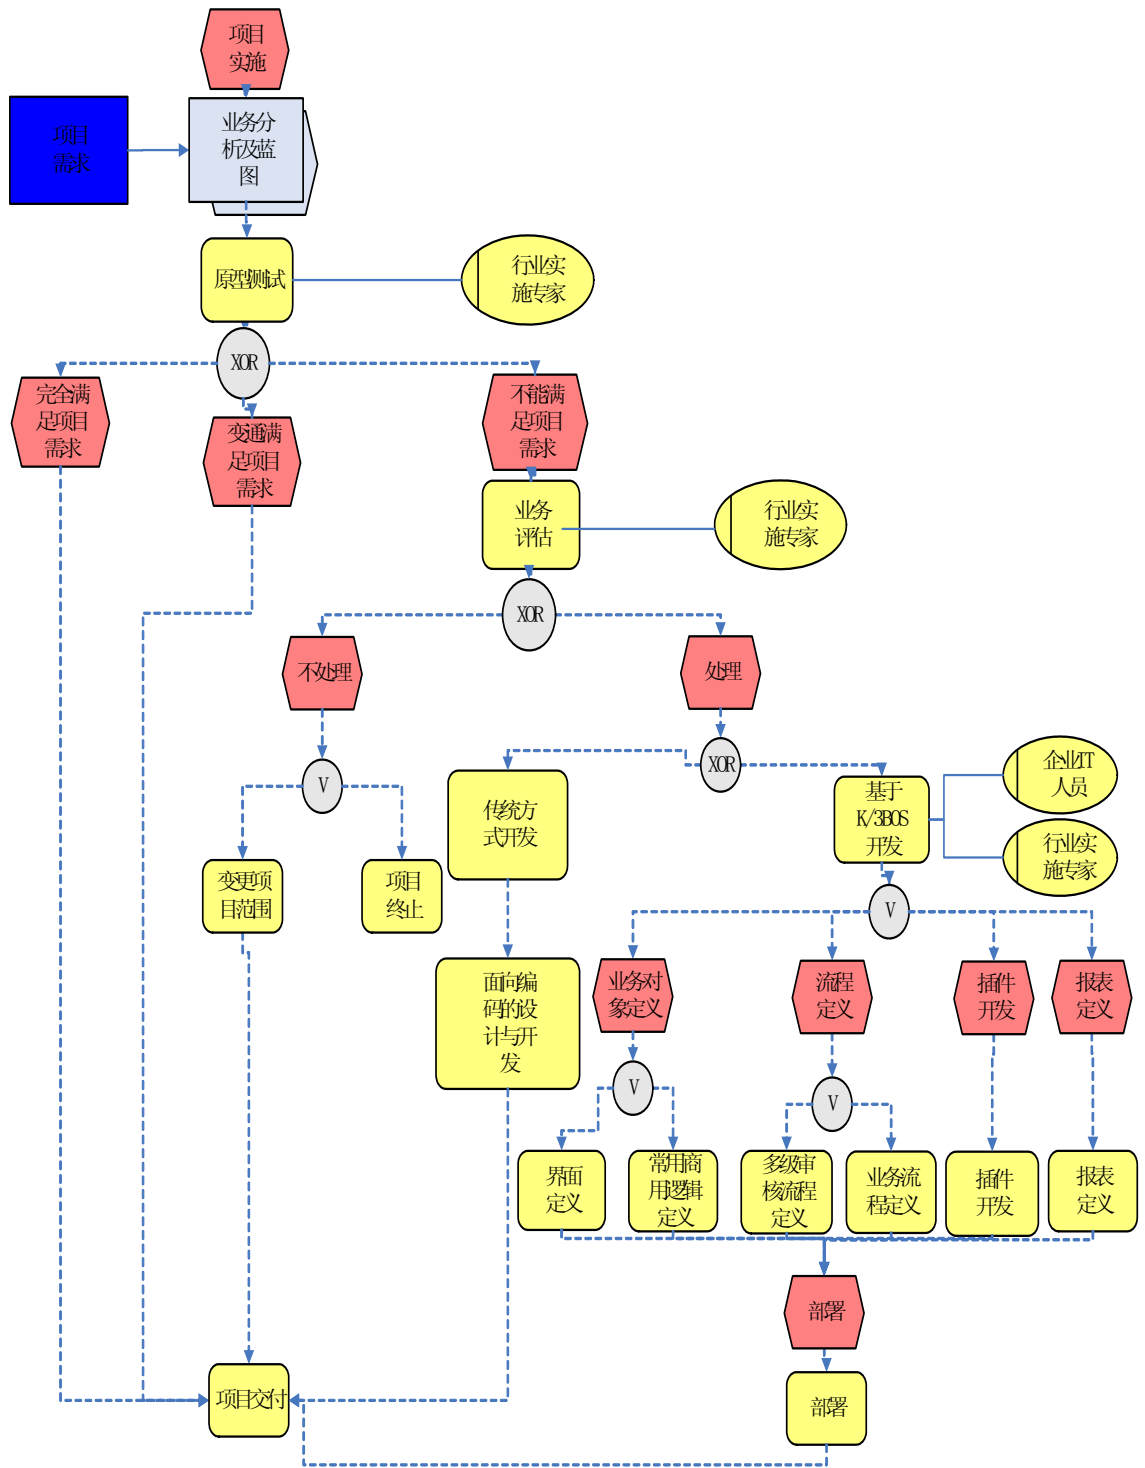 项目
实施
项目
需求
业务分
析及蓝
图
原型测试
行业实
施专家
XOR
完全满
足项目
需求
变通满
足项目
需求
不能满
足项目
需求
业务
评估
行业实
施专家
XOR
不处理
处理
V
XOR
变更项
目范围
项目
终止
传统方
式开发
基于
K/3BOS
开发
企业IT
人员
行业实
施专家
V
面向编
码的设
计与开
发
业务对
象定义
流程
定义
插件
开发
报表
定义
V
V
界面
定义
常用商
用逻辑
定义
多级审
核流程
定义
业务流
程定义
插件
开发
报表
定义
部署
项目交付
部署